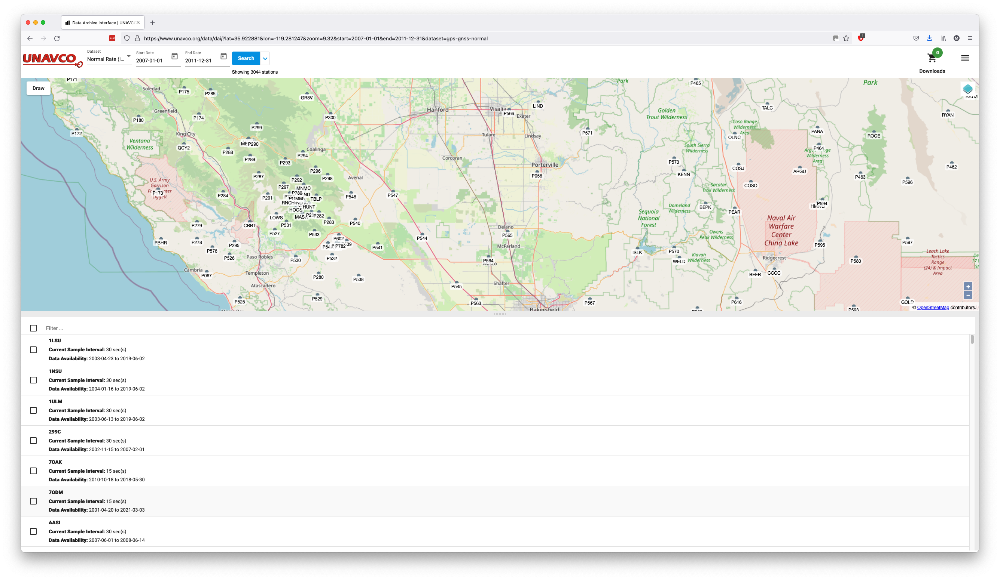 Data Archive Interface | UNAVC
https://www.unavco.org/data/dai/?lat=35.922881&lon=-119.281247&zoom=9.32&start=2007-01-01&end=2011-12-31&dataset=gps-gnss-normal
1
M
UNAVCO
Dataset
Normal Rate (i...
Start Date
2007-01-01
End Date
2011-12-31
Search
Showing 3044 stations
0
Downloads
Draw
P171
Soledad
P175
P285
GR8V
Park
P465
Park
BATM
Greenfield
P180
P174
P300
Hanford
Visalia
P566
Exeter
LIND
Golden
Trout Wilderness
TALC
RYAN
P172
King City
P299
Tulare
Lindsay
P571
Coso Range
Wilderness
Area
OLNC
PANA
ROGE
Ventana
Wilderness
QCY2
P290
P288
P289
Coalinga
P294
P293
Corcoran
South Sierra
Wilderness
P464
Wilderness
Area
P573
Porterville
P056
KENN
COSJ
ARGU
P462
P296
P298
P287
P292
P297
Avenal
P463
P596
U.S. Army
Garrison
P173
Liggett
P284
P291
MNMC
P789
POMM
TBLP
RNCH
HUNT
HOGS
P546
P547
Sacatar
Trail Wilderness
COSO
P594
LOWS
P282
P283
P531
P540
Domeland
Wilderness
BEPK
PEAR
Sequoia
National
Forest
Naval Air
Warfare
Center
China Lake
P279
CRBT
P527
P533
P602
P544
Delano
P565
McFarland
Owens
Peak Wilderness
PBHR
P278
P295
P576
P782
P541
P526
Paso Robles
P530
P532
P564
ISLK
P570
WELD
Kiavah
Wilderness
P595
Ridgecrest
P597
P580
Leach Lake
Tactics
Range
(24) & Impact
Area
Cambria
P067
Templeton
P280
P538
Atascadero
P545
Shafter
BEER
CCCC
P525
P529
P563
Bakersfield
P567
P616
P593
GOLD
+
−
© OpenStreetMap contributors.
Filter ...
1LSU
Current Sample Interval: 30 sec(s)
Data Availability: 2003-04-23 to 2019-06-02
1NSU
Current Sample Interval: 30 sec(s)
Data Availability: 2004-01-16 to 2019-06-02
1ULM
Current Sample Interval: 30 sec(s)
Data Availability: 2003-06-13 to 2019-06-02
299C
Current Sample Interval: 30 sec(s)
Data Availability: 2002-11-15 to 2007-02-01
7OAK
Current Sample Interval: 15 sec(s)
Data Availability: 2010-10-18 to 2018-05-30
7ODM
Current Sample Interval: 15 sec(s)
Data Availability: 2001-04-20 to 2021-03-03
AASI
Current Sample Interval: 30 sec(s)
Data Availability: 2007-06-01 to 2008-06-14